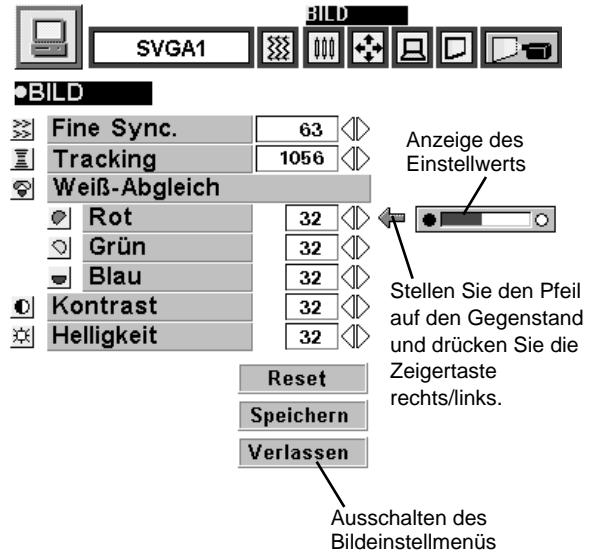 BILD
SVGA1
BILD
Fine Sync. 63
Tracking 1056
Weiß-Abgleich
Rot 32
Grün 32
Blau 32
Kontrast 32
Helligkeit 32
Anzeige des
Einstellwerts
Stellen Sie den Pfeil
auf den Gegenstand
und drücken Sie die
Zeigertaste
rechts/links.
Reset
Speichern
Verlassen
Ausschalten des
Bildeinstellmenüs